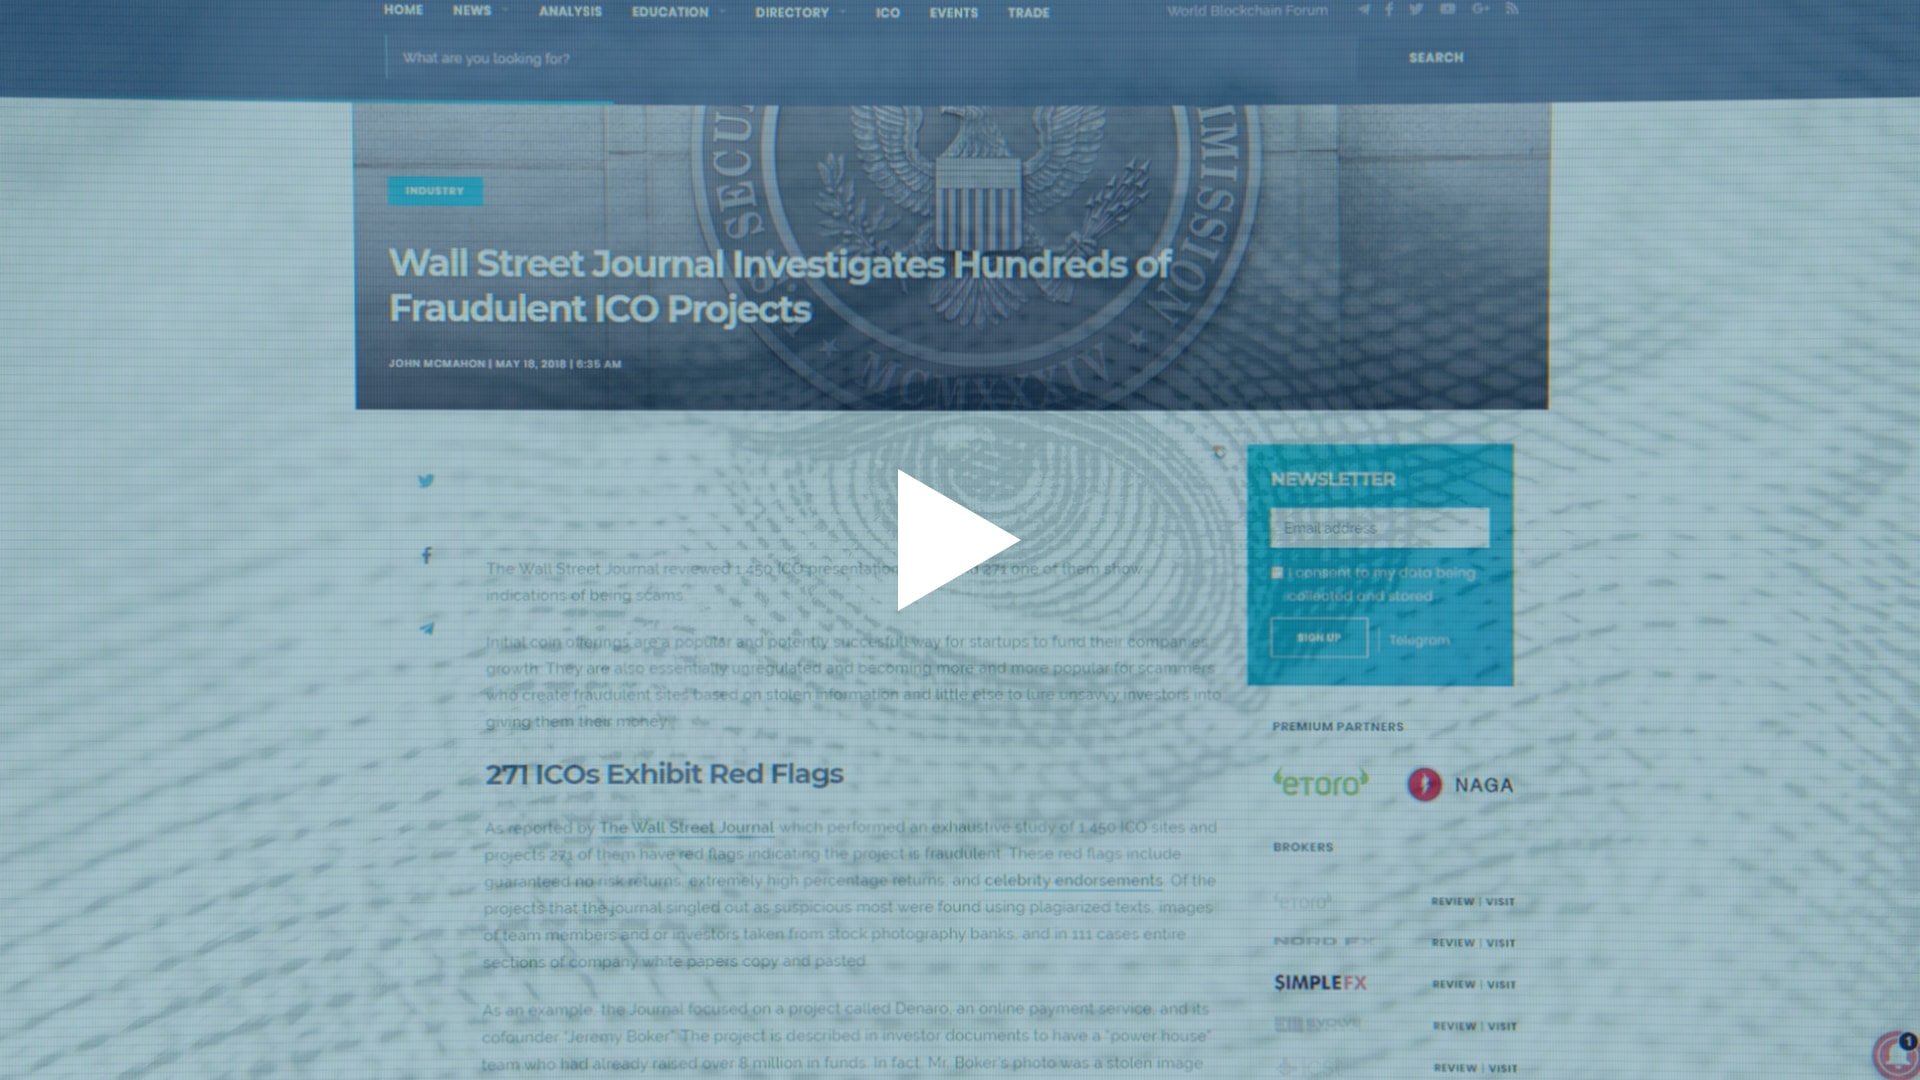 HOME NEWS ANALYSIS EDUCATION DIRECTORY ICO EVENTS TRADE World Blockchain Forum
What are you looking for? SEARCH
SECU IMISSION
MCMXXXIV
INDUSTRY
Wall Street Journal Investigates Hundreds of
Fraudulent ICO Projects
JOHN MCMAHON | MAY 18, 2018 | 6:35 AM
The Wall Street Journal reviewed 1 450 ICO presentation 271 one of them show
indications of being scams.
Initial coin offerings are a popular and potently succesfull way for startups to fund their companies
growth. They are also essentially unregulated and becoming more and more popular for scammers
who create fraudulent sites based on stolen information and little else to lure unsavvy investors into
giving them their money.
271 ICOs Exhibit Red Flags
As reported by The Wall Street Journal which performed an exhaustive study of 1 450 ICO sites and
projects 271 of them have red flags indicating the project is fraudulent. These red flags include
guaranteed no risk returns, extremely high percentage returns, and celebrity endorsements. Of the
projects that the journal singled out as suspicious most were found using plagiarized texts, images
of team members and or investors taken from stock photography banks, and in 111 cases entire
sections of company white papers copy and pasted
As an example, the Journal focused on a project called Denaro, an online payment service, and its
cofounder "Jeremy Boker". The project is described in investor documents to have a "power house"
team who had already raised over 8 million in funds. In fact, Mr. Boker's photo was a stolen image
NEWSLETTER
Email address
I consent to my data being
collected and stored
SIGN UP | Telegram
PREMIUM PARTNERS
eToro NAGA
BROKERS
eToro REVIEW | VISIT
NORD FX REVIEW | VISIT
SIMPLEFX REVIEW | VISIT
EVOLVE REVIEW | VISIT
REVIEW | VISIT
1